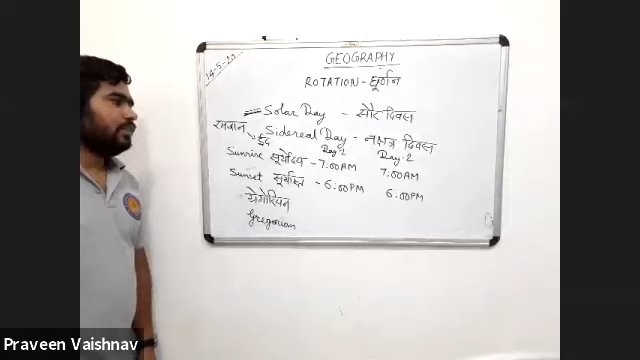 14-5-20
GEOGRAPHY
ROTATION - घूर्णन
Solar Day - सौर दिवस
रमजान
Sidereal Day - नक्षत्र दिवस
ईद
Day-1 Day-2
Sunrise सूर्योदय - 7:00AM 7:00AM
Sunset सूर्यास्त - 6:00PM 6:00PM
ग्रेगोरियन
Gregorian
Praveen Vaishnav